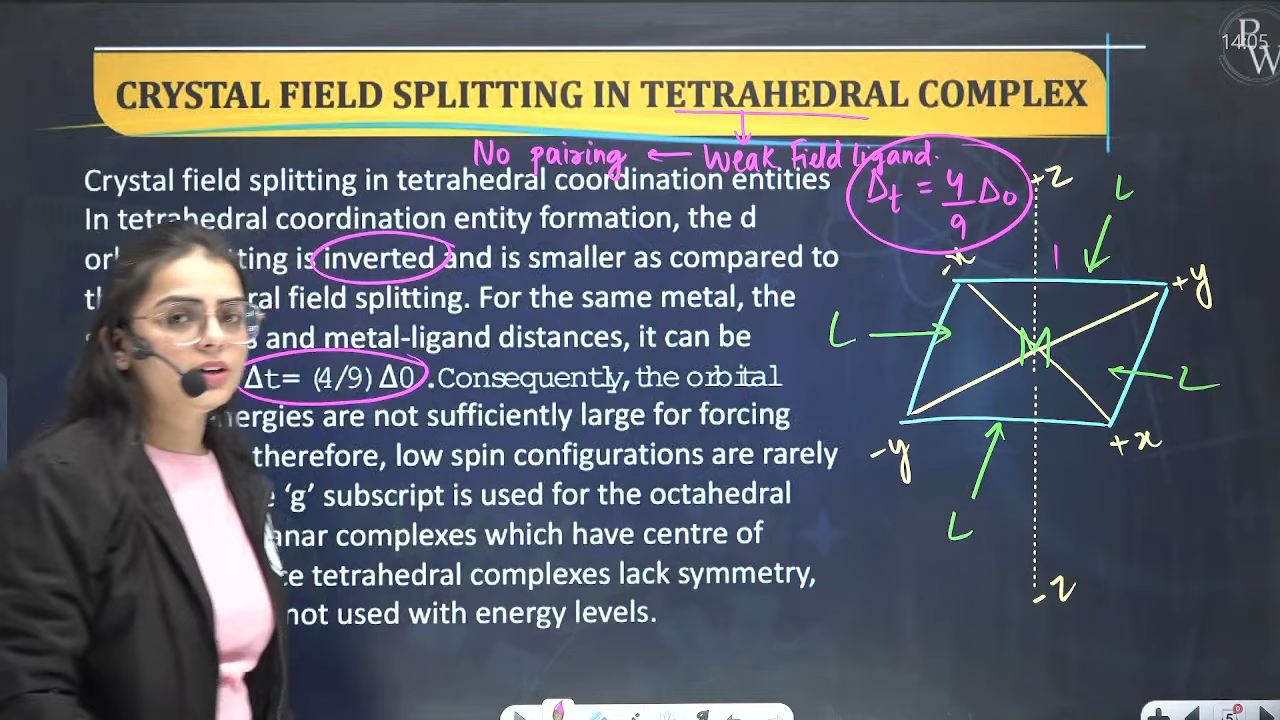 PW
14:05
CRYSTAL FIELD SPLITTING IN TETRAHEDRAL COMPLEX
No pairing ← Weak Field ligand.
Δt = 4/9 Δo
Crystal field splitting in tetrahedral coordination entities
In tetrahedral coordination entity formation, the d
is inverted and is smaller as compared to
field splitting. For the same metal, the
and metal-ligand distances, it can be
Δt= (4/9) Δ0 .Consequently, the orbital
are not sufficiently large for forcing
therefore, low spin configurations are rarely
‘g’ subscript is used for the octahedral
which have centre of
tetrahedral complexes lack symmetry,
not used with energy levels.
+z
L
-x
+y
L
M
L
-y
+x
L
-z